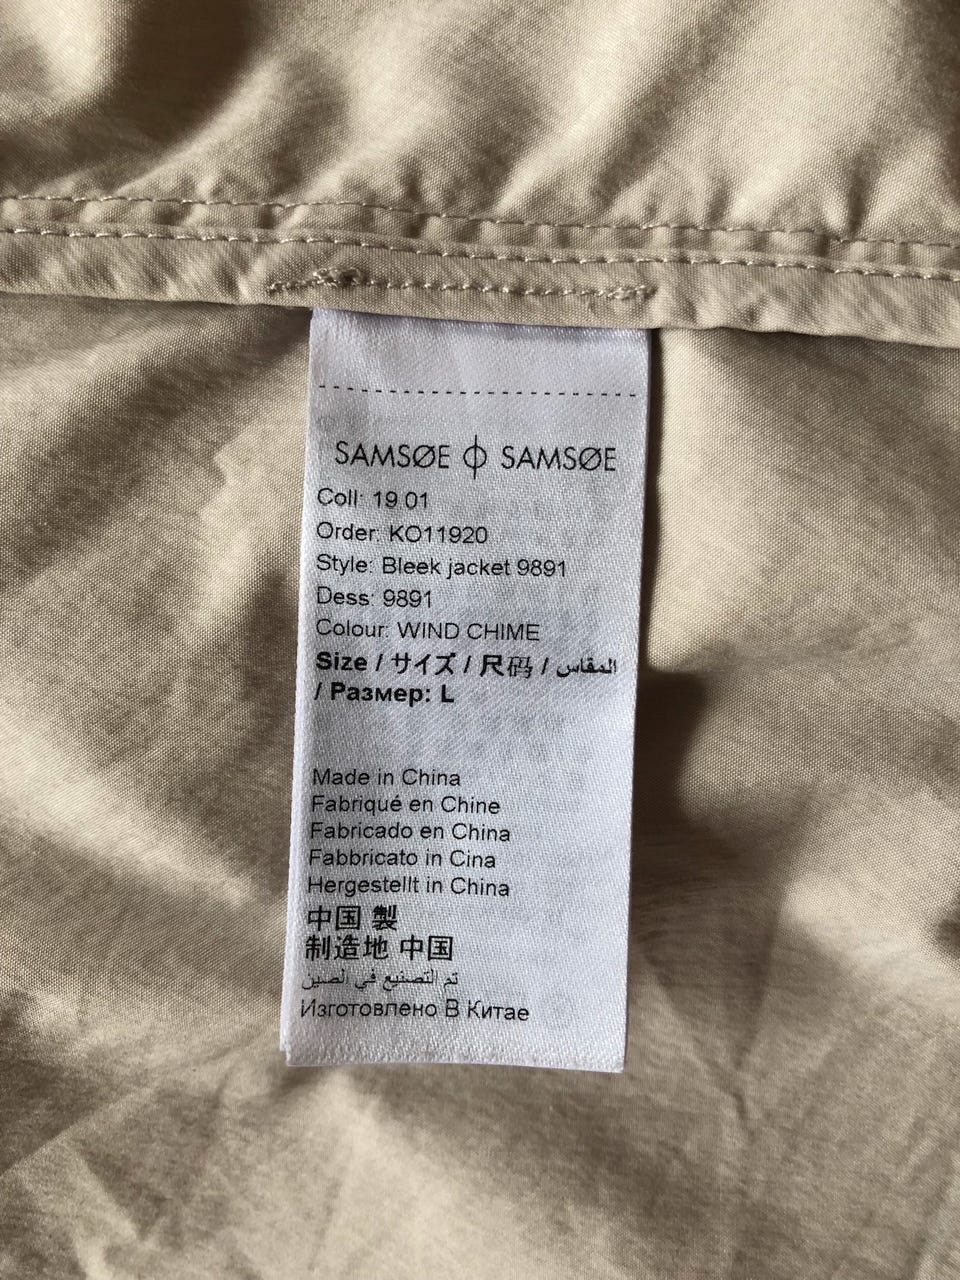 SAMSØE ϕ SAMSØE
Coll: 19 01
Order: KO11920
Style: Bleek jacket 9891
Dess: 9891
Colour: WIND CHIME
Size / サイズ / 尺码 / المقاس
/ Размер: L
Made in China
Fabriqué en Chine
Fabricado en China
Fabbricato in Cina
Hergestellt in China
中国 製
制造地 中国
تم التصنيع في الصين
Изготовлено В Китае